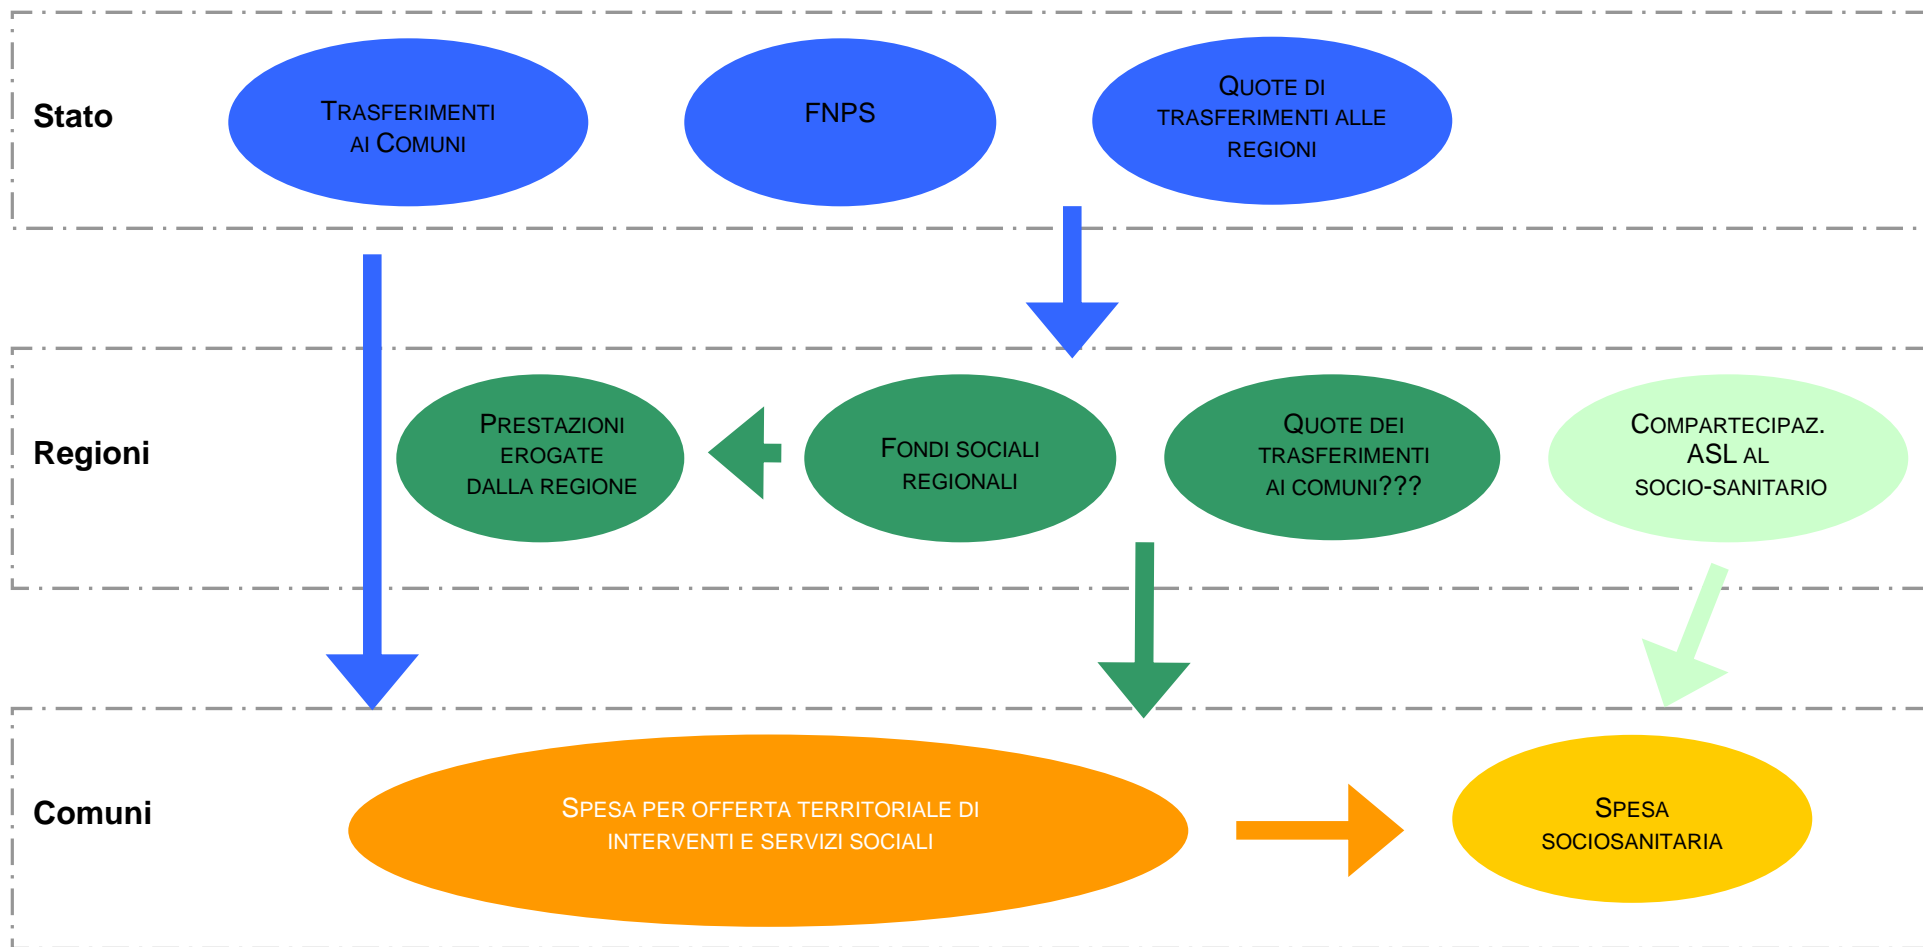 Stato
TRASFERIMENTI
AI COMUNI
FNPS
QUOTE DI
TRASFERIMENTI ALLE
REGIONI
Regioni
PRESTAZIONI
EROGATE
DALLA REGIONE
FONDI SOCIALI
REGIONALI
QUOTE DEI
TRASFERIMENTI
AI COMUNI???
COMPARTECIPAZ.
ASL AL
SOCIO-SANITARIO
Comuni
SPESA PER OFFERTA TERRITORIALE DI
INTERVENTI E SERVIZI SOCIALI
SPESA
SOCIOSANITARIA